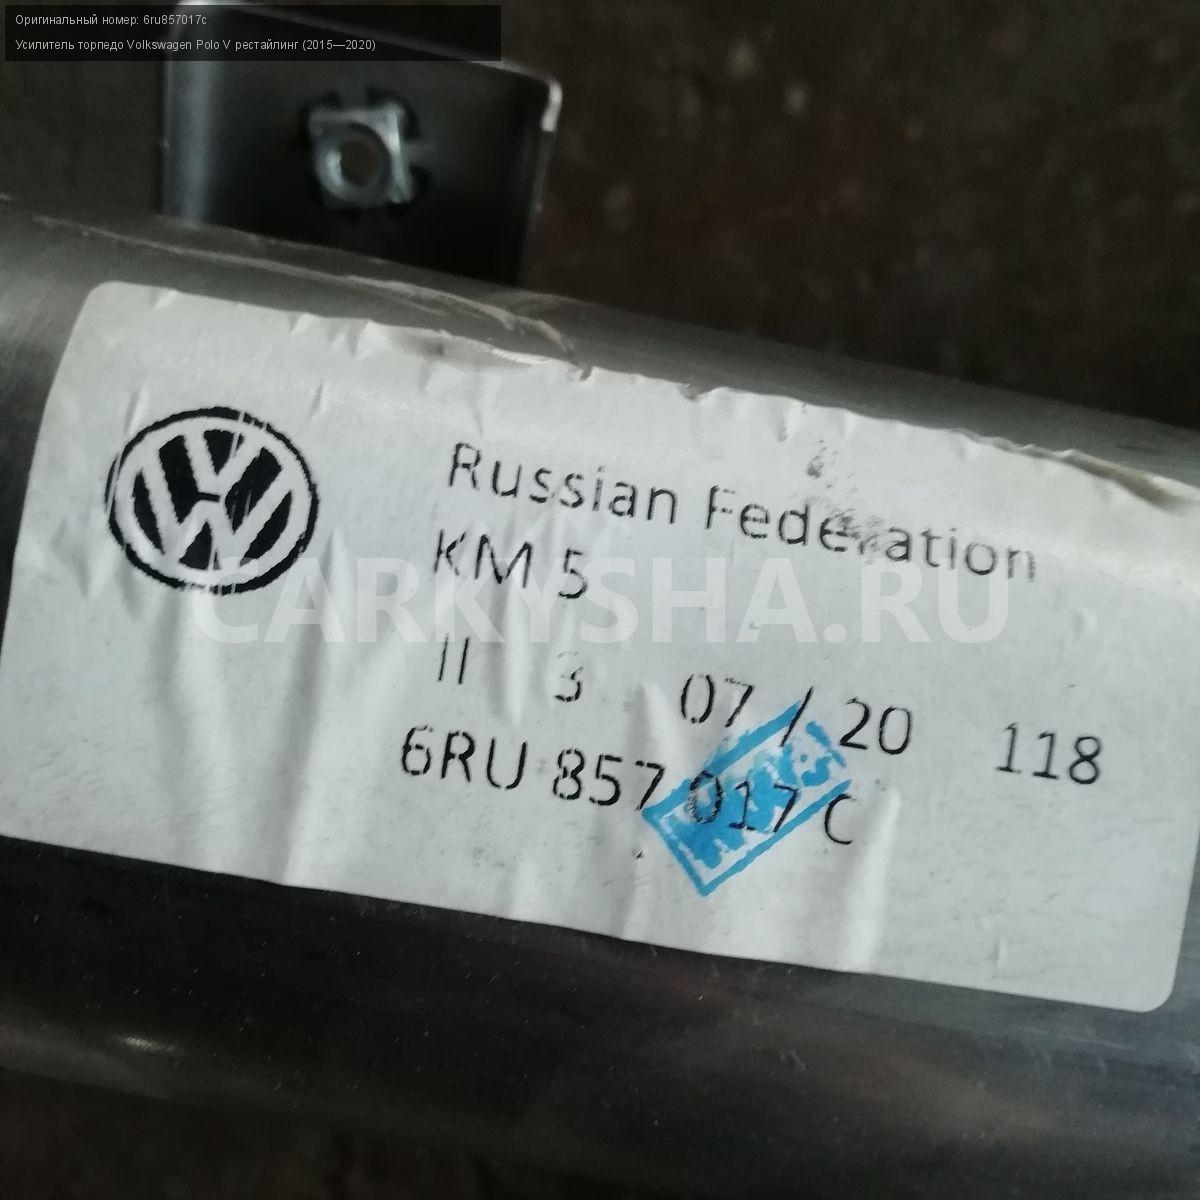 Оригинальный номер: 6ru857017c
Усилитель торпедо Volkswagen Polo V рестайлинг (2015—2020)
Russian Federation
KM 5
CARKYSHA.RU
II 3 07 / 20 118
6RU 857 017 C